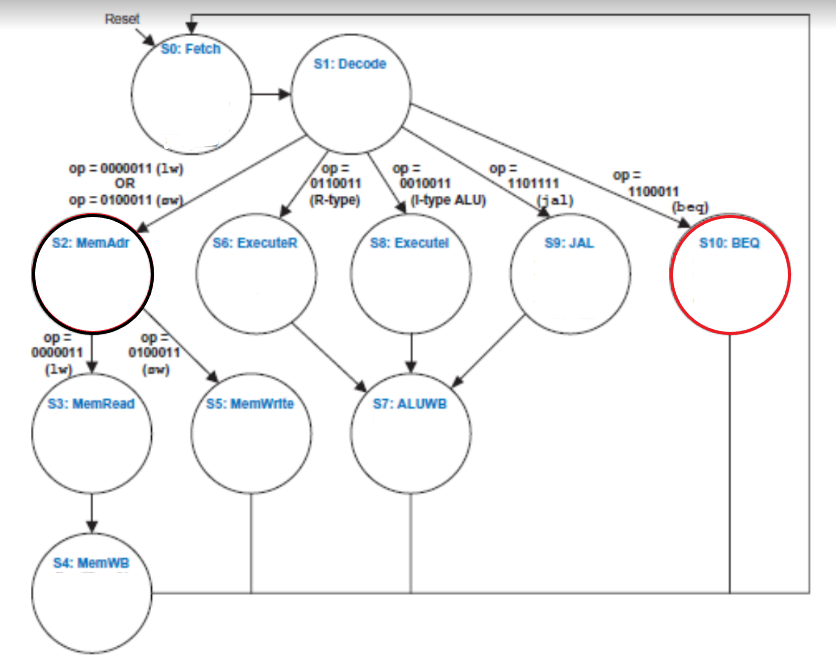 Reset
S0: Fetch
S1: Decode
op = 0000011 (lw)
OR
op = 0100011 (sw)
op =
0110011
(R-type)
op =
0010011
(I-type ALU)
op =
1101111
(jal)
op =
1100011
(beq)
S2: MemAdr
S6: ExecuteR
S8: ExecuteI
S9: JAL
S10: BEQ
op =
0000011
(lw)
op =
0100011
(sw)
S3: MemRead
S5: MemWrite
S7: ALUWB
S4: MemWB